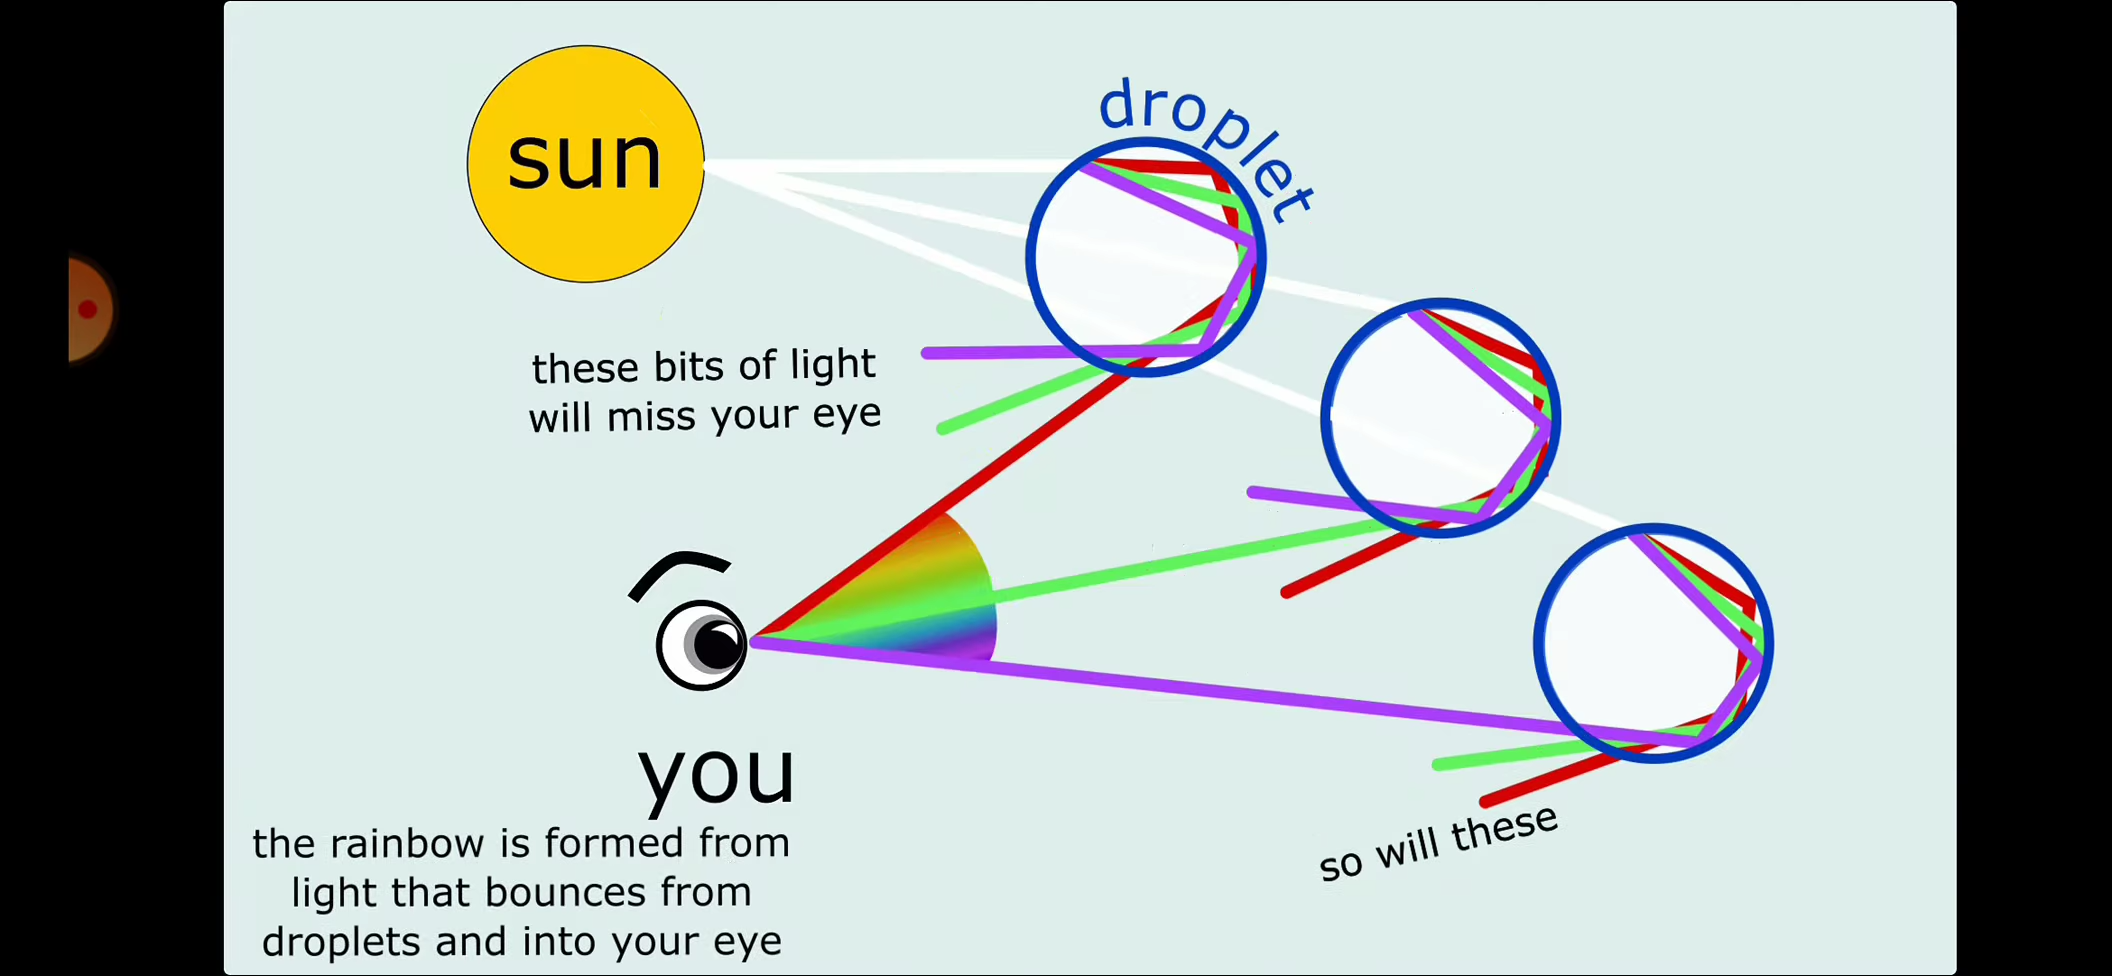 sun
droplet
these bits of light
will miss your eye
you
the rainbow is formed from
light that bounces from
droplets and into your eye
so will these